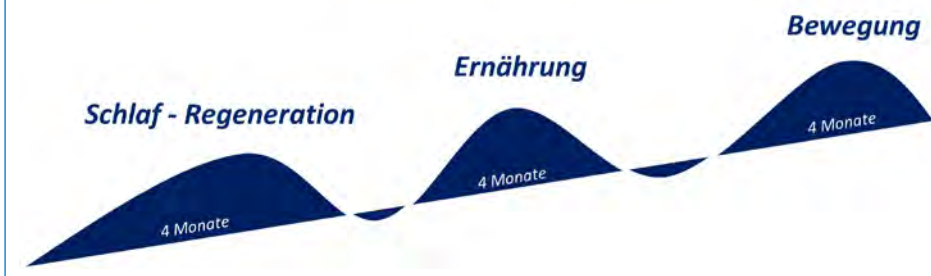 Bewegung
Ernährung
Schlaf - Regeneration
4 Monate
4 Monate
4 Monate